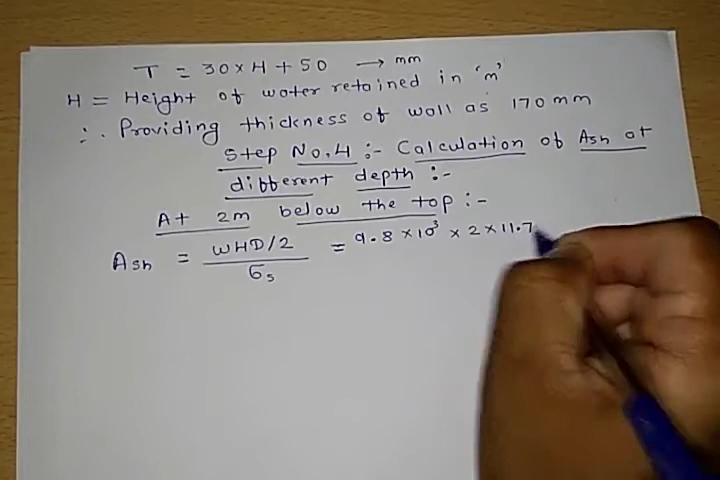 T = 30×H + 50 → mm
H = Height of water retained in 'm'
∴ Providing thickness of wall as 170 mm
Step No. 4 :- Calculation of Ash at
different depth :-
At 2m below the top :-
Ash = WHD/2 / σs = 9.8 × 10³ × 2 × 11.7